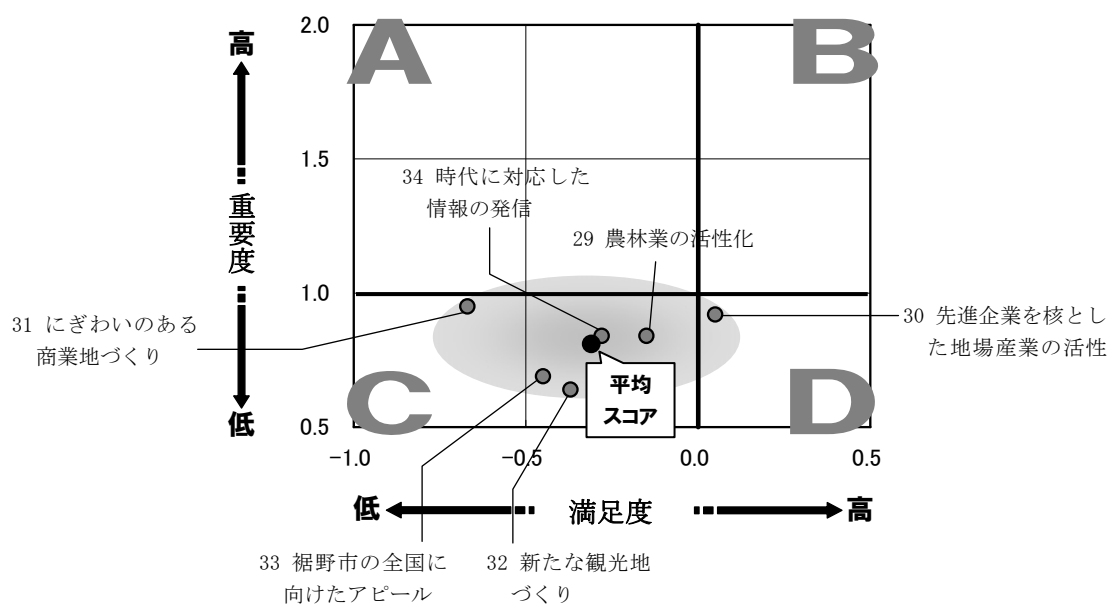 2.0
A
B
高
1.5
34 時代に対応した
情報の発信
重要度
29 農林業の活性化
1.0
31 にぎわいのある
商業地づくり
30 先進企業を核とし
た地場産業の活性
平均
スコア
C
D
低
0.5
-1.0
-0.5
0.0
0.5
低
満足度
高
33 裾野市の全国に
向けたアピール
32 新たな観光地
づくり